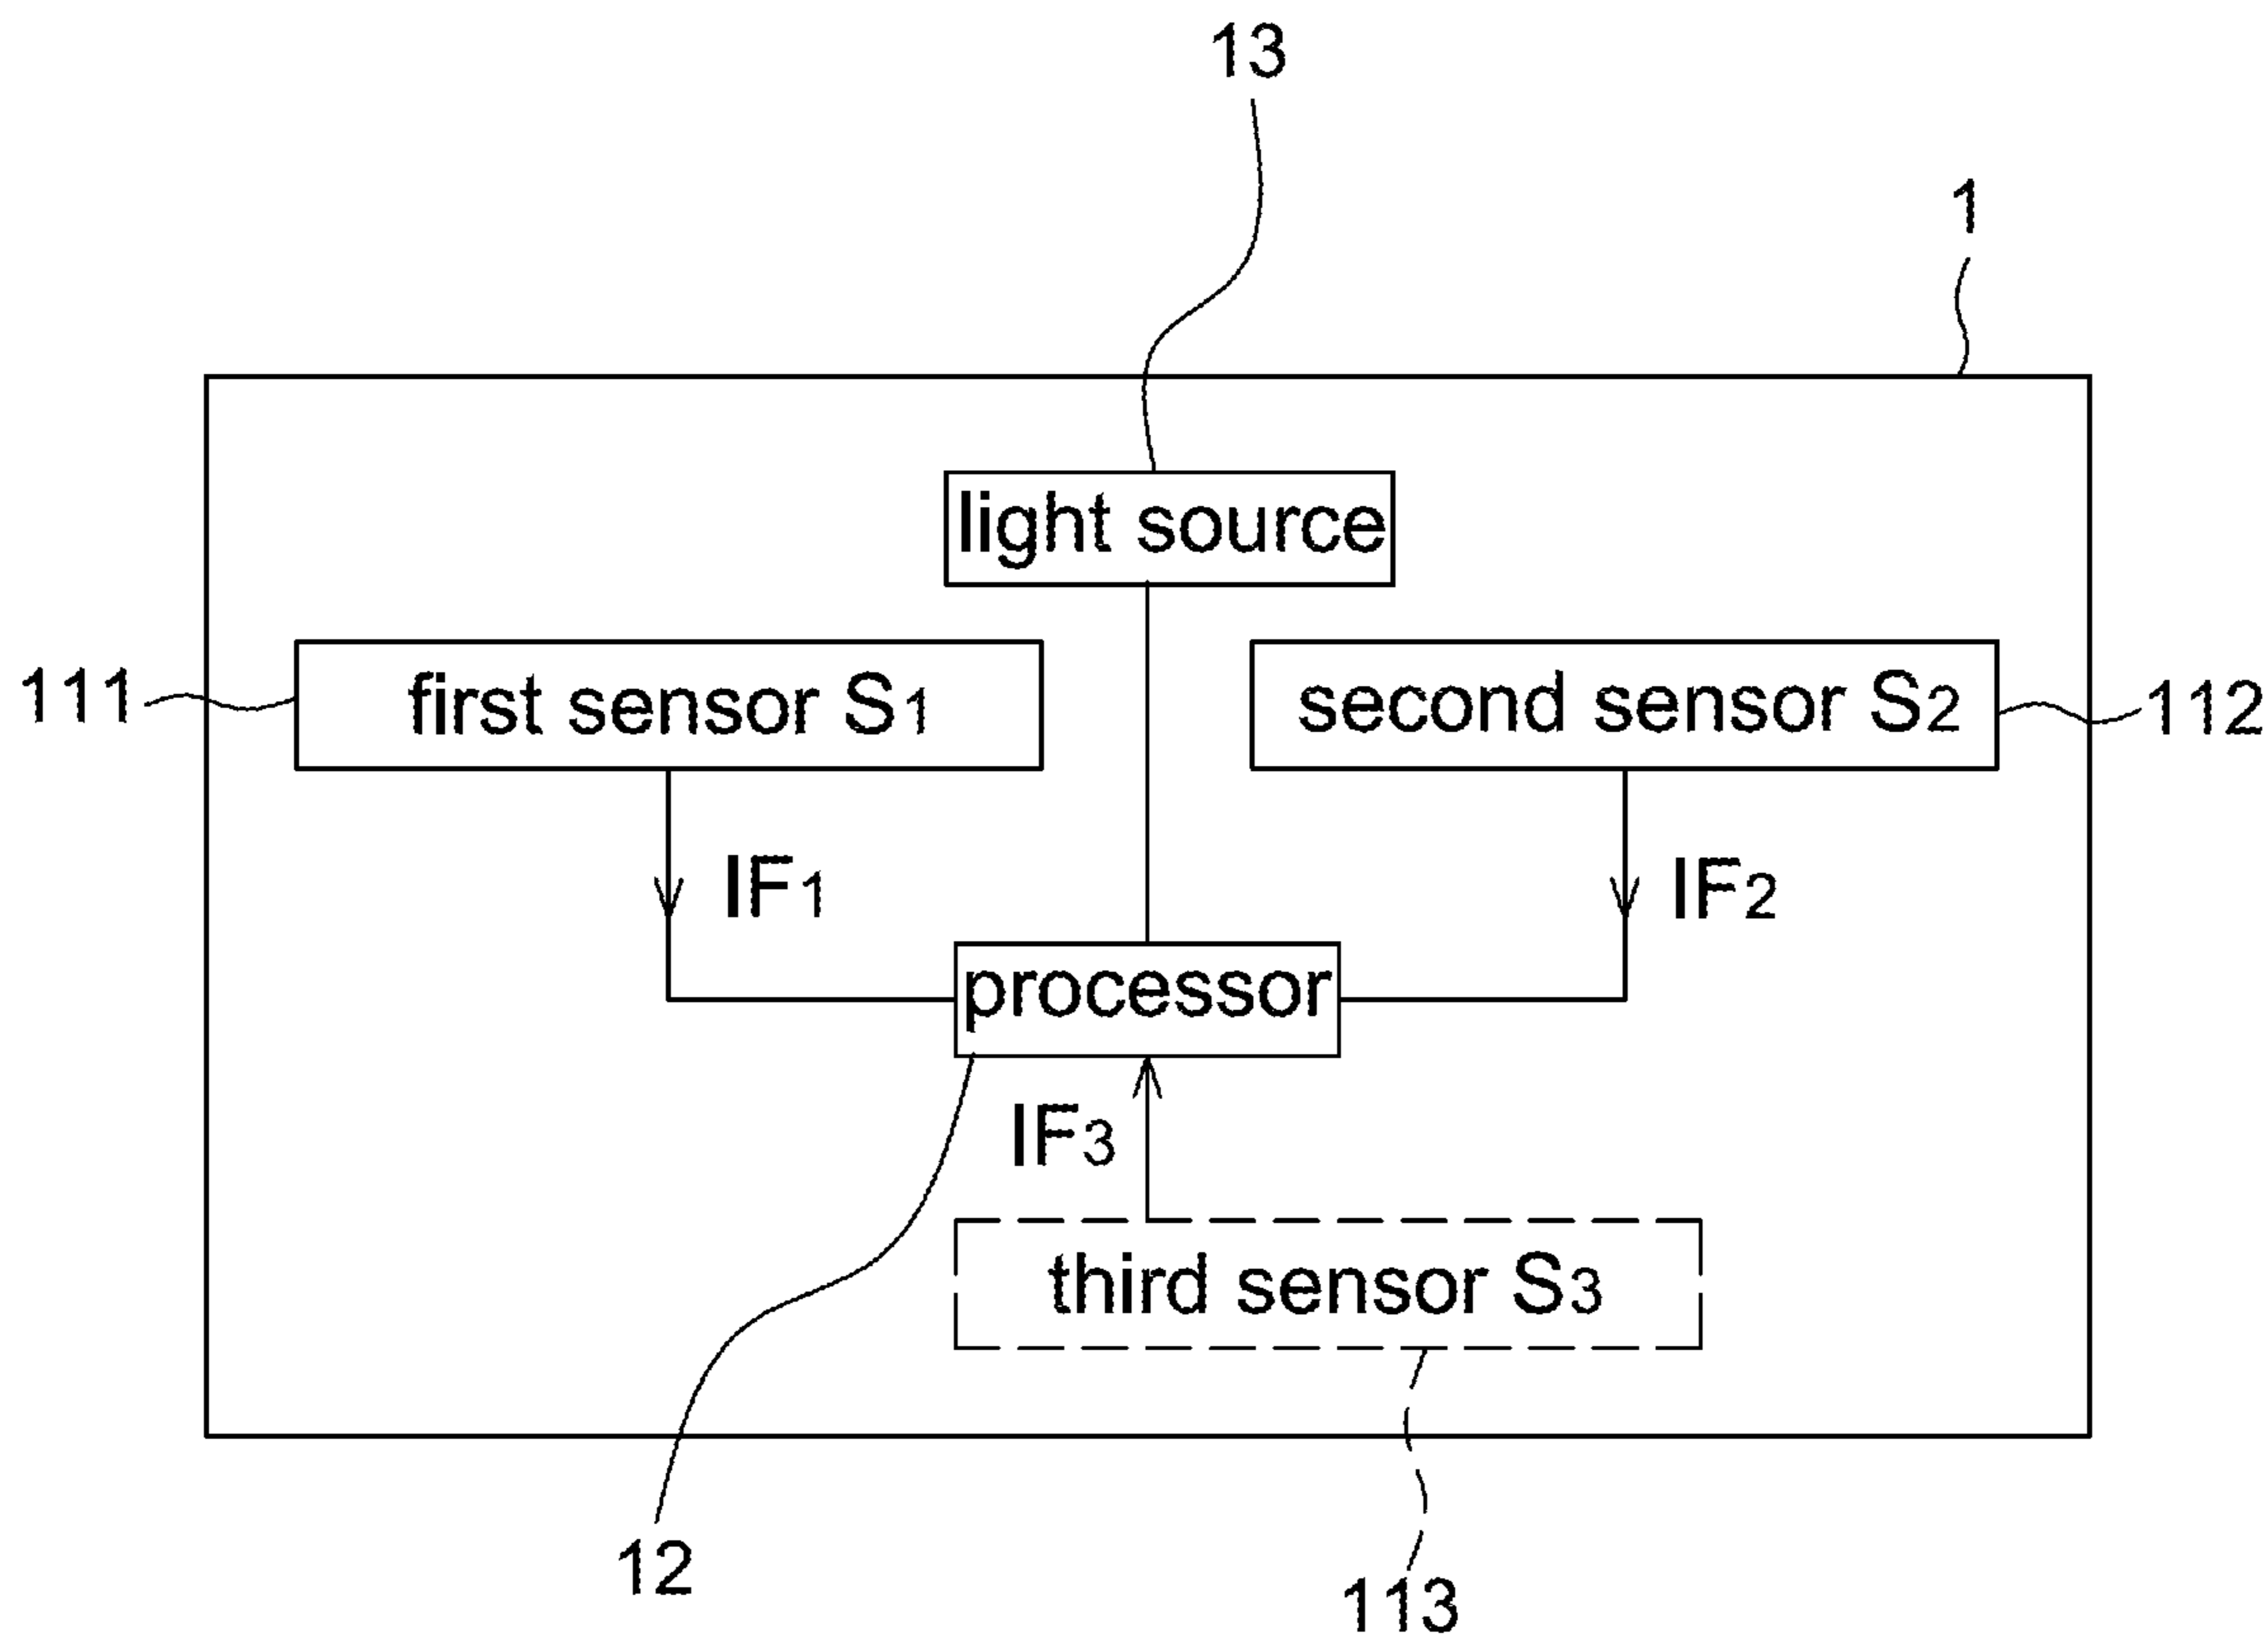 13
1
light source
111
first sensor S1
second sensor S2
112
IF1
IF2
processor
IF3
third sensor S3
12
113